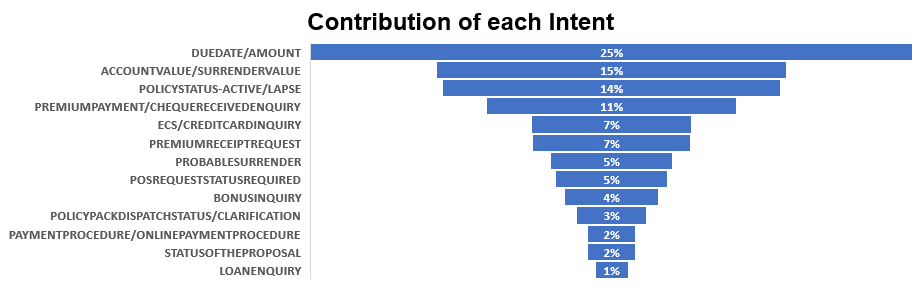 Contribution of each Intent
DUEDATE/AMOUNT 25%
ACCOUNTVALUE/SURRENDERVALUE 15%
POLICYSTATUS-ACTIVE/LAPSE 14%
PREMIUMPAYMENT/CHEQUERECEIVEDENQUIRY 11%
ECS/CREDITCARDINQUIRY 7%
PREMIUMRECEIPTREQUEST 7%
PROBABLESURRENDER 5%
POSREQUESTSTATUSREQUIRED 5%
BONUSINQUIRY 4%
POLICYPACKDISPATCHSTATUS/CLARIFICATION 3%
PAYMENTPROCEDURE/ONLINEPAYMENTPROCEDURE 2%
STATUSOFTHEPROPOSAL 2%
LOANENQUIRY 1%